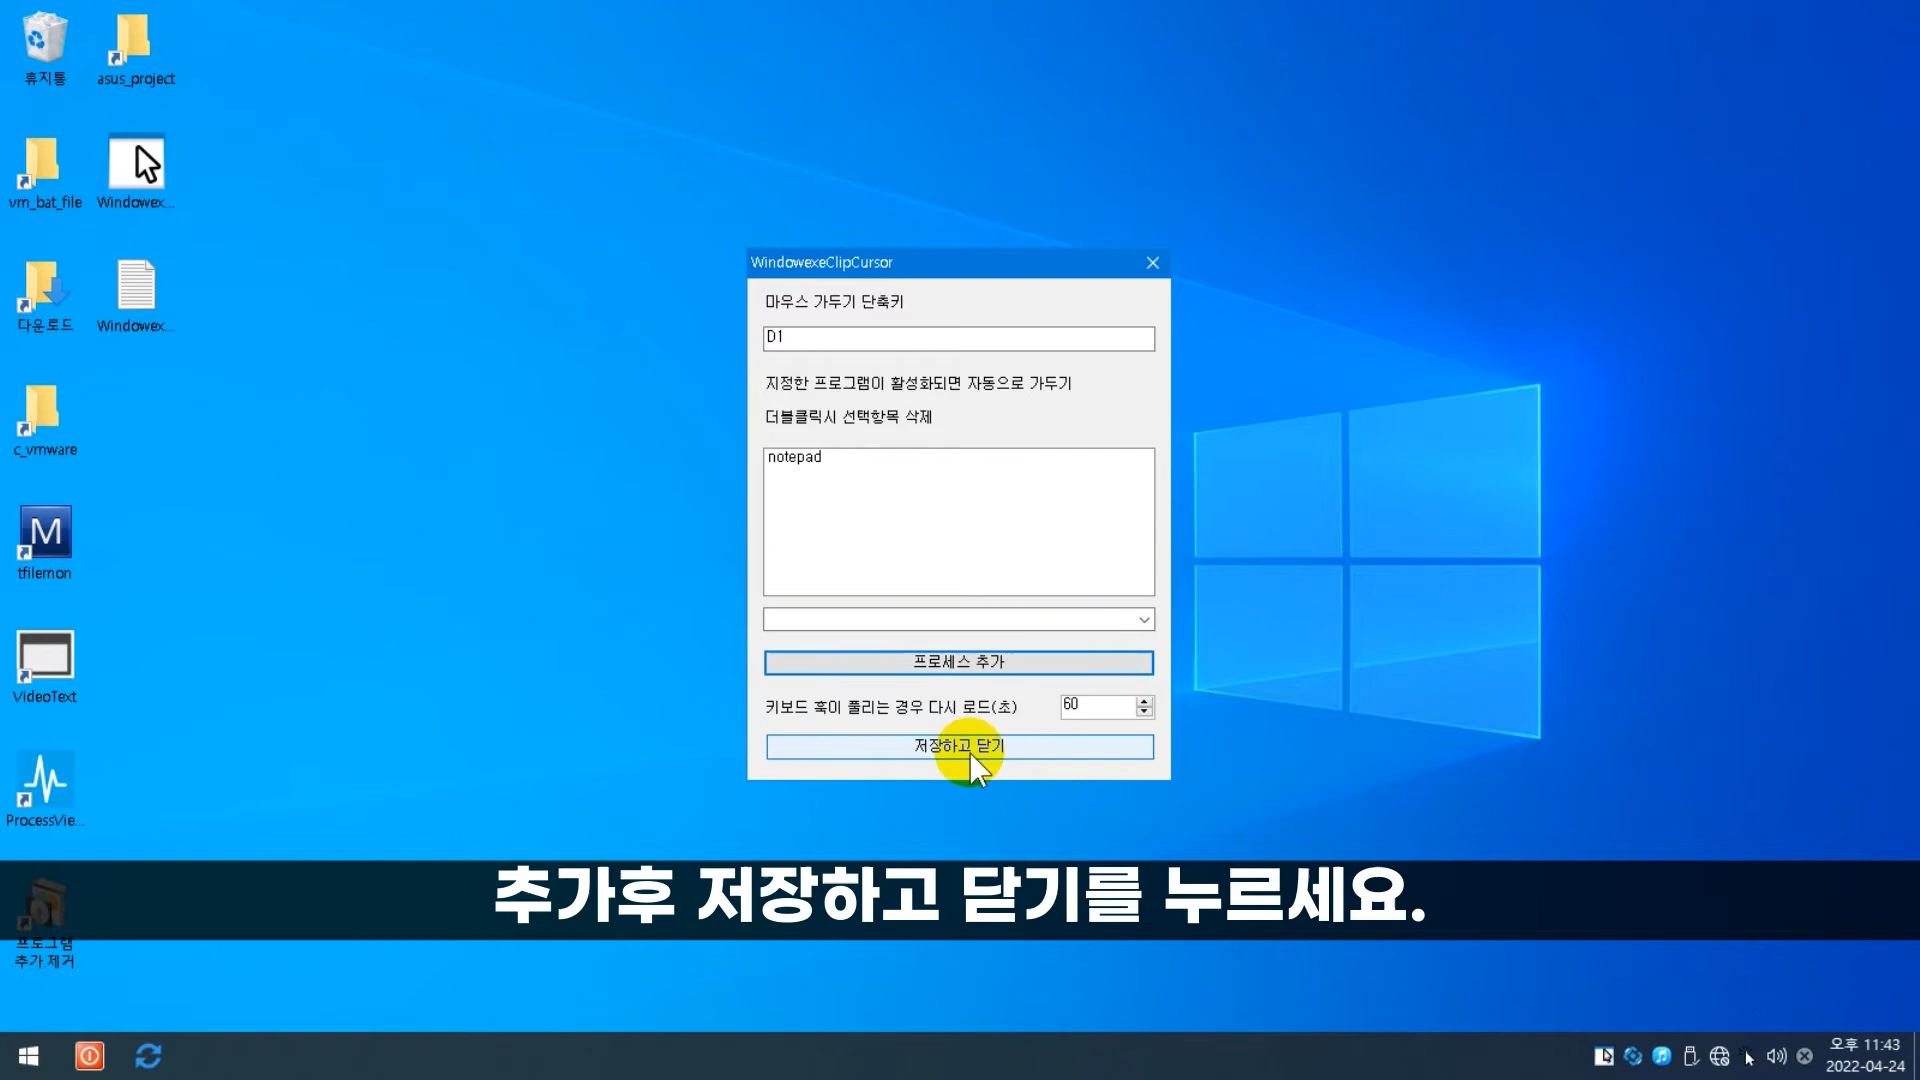 휴지통
asus_project
vm_bat_file
Windowex...
다운로드
Windowex...
c_vmware
M
tfilemon
VideoText
ProcessVie...
프로그램
추가.제거
WindowexeClipCursor
마우스 가두기 단축키
D1
지정한 프로그램이 활성화되면 자동으로 가두기
더블클릭시 선택항목 삭제
notepad
프로세스 추가
키보드 훅이 풀리는 경우 다시 로드(초)
60
저장하고 닫기
추가후 저장하고 닫기를 누르세요.
오후 11:43
2022-04-24